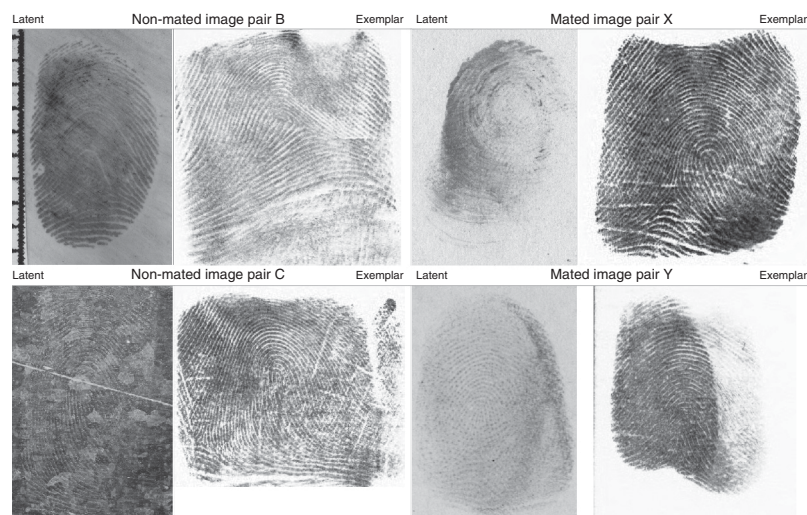 Latent Non-mated image pair B Exemplar Latent Mated image pair X Exemplar
Latent Non-mated image pair C Exemplar Latent Mated image pair Y Exemplar